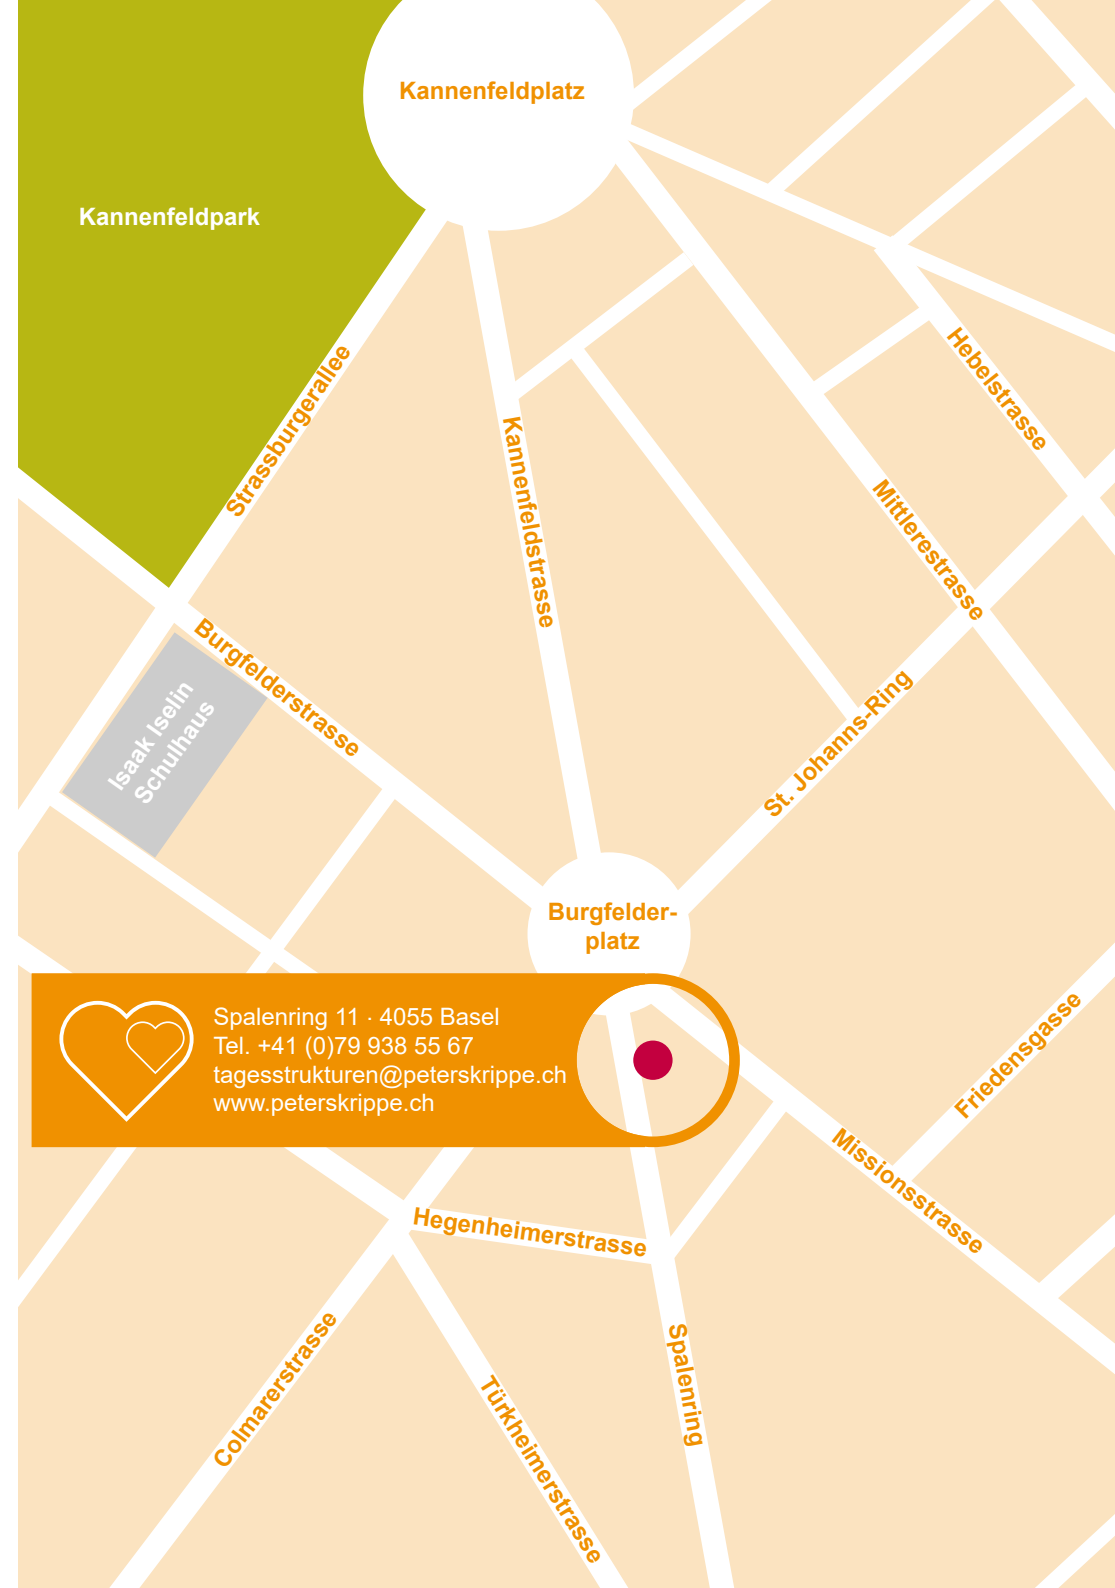 Kannenfeldplatz
Kannenfeldpark
Strassburgerallee
Hebelstrasse
Kannenfeldstrasse
Mittlerestrasse
Burgfelderstrasse
Isaak Iselin
Schulhaus
St. Johanns-Ring
Burgfelder-
platz
Spalenring 11 · 4055 Basel
Tel. +41 (0)79 938 55 67
tagesstrukturen@peterskrippe.ch
www.peterskrippe.ch
Friedensgasse
Missionsstrasse
Hegenheimerstrasse
Colmarerstrasse
Spalenring
Türkheimerstrasse